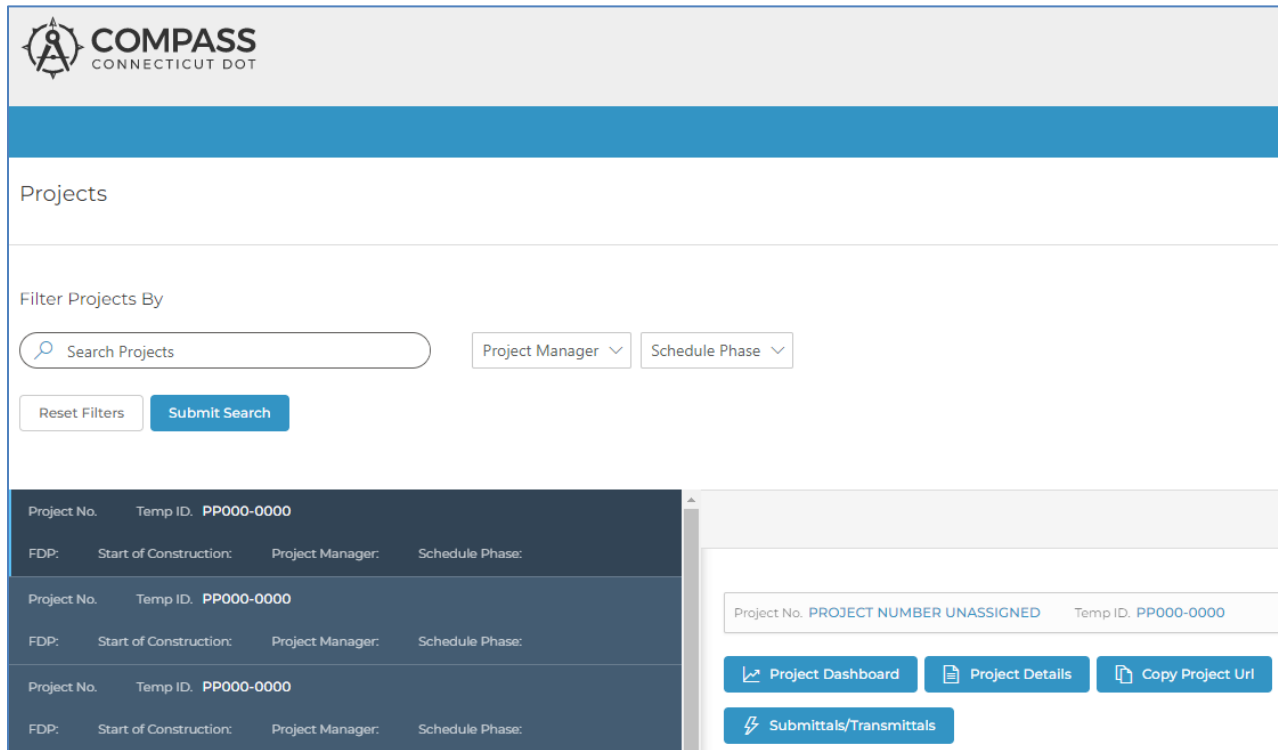 COMPASS
CONNECTICUT DOT
Projects
Filter Projects By
Search Projects
Project Manager
Schedule Phase
Reset Filters
Submit Search
Project No. Temp ID. PP000-0000
FDP: Start of Construction: Project Manager: Schedule Phase:
Project No. Temp ID. PP000-0000
FDP: Start of Construction: Project Manager: Schedule Phase:
Project No. Temp ID. PP000-0000
FDP: Start of Construction: Project Manager: Schedule Phase:
Project No. PROJECT NUMBER UNASSIGNED Temp ID. PP000-0000
Project Dashboard
Project Details
Copy Project Url
Submittals/Transmittals